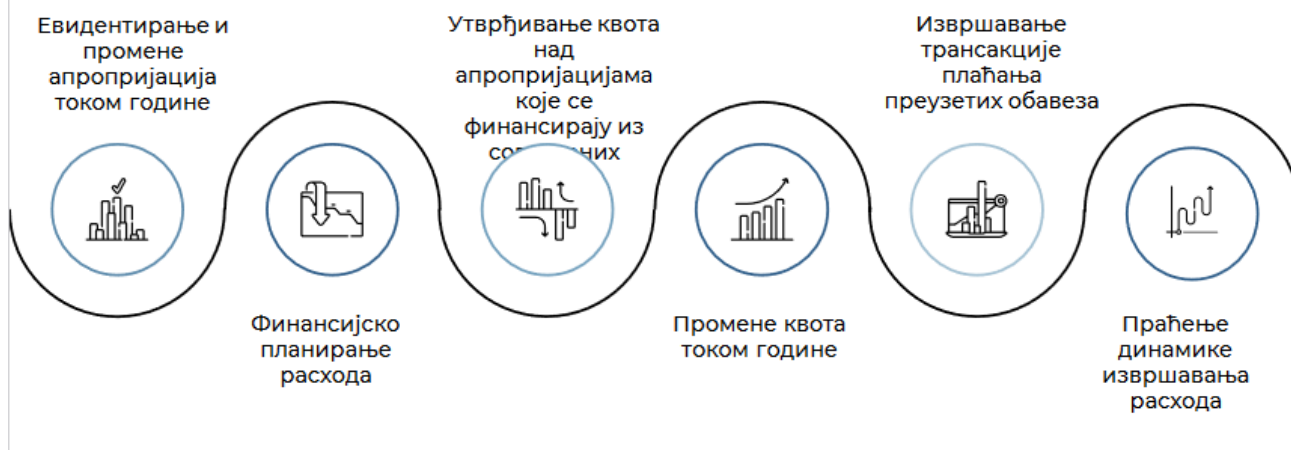 Евидентирање и
промене
апропријација
током године
Финансијско
планирање
расхода
Утврђивање квота
над
апропријацијама
које се
финансирају из
Промене квота
током године
Извршавање
трансакције
плаћања
преузетих обавеза
Праћење
динамике
извршавања
расхода